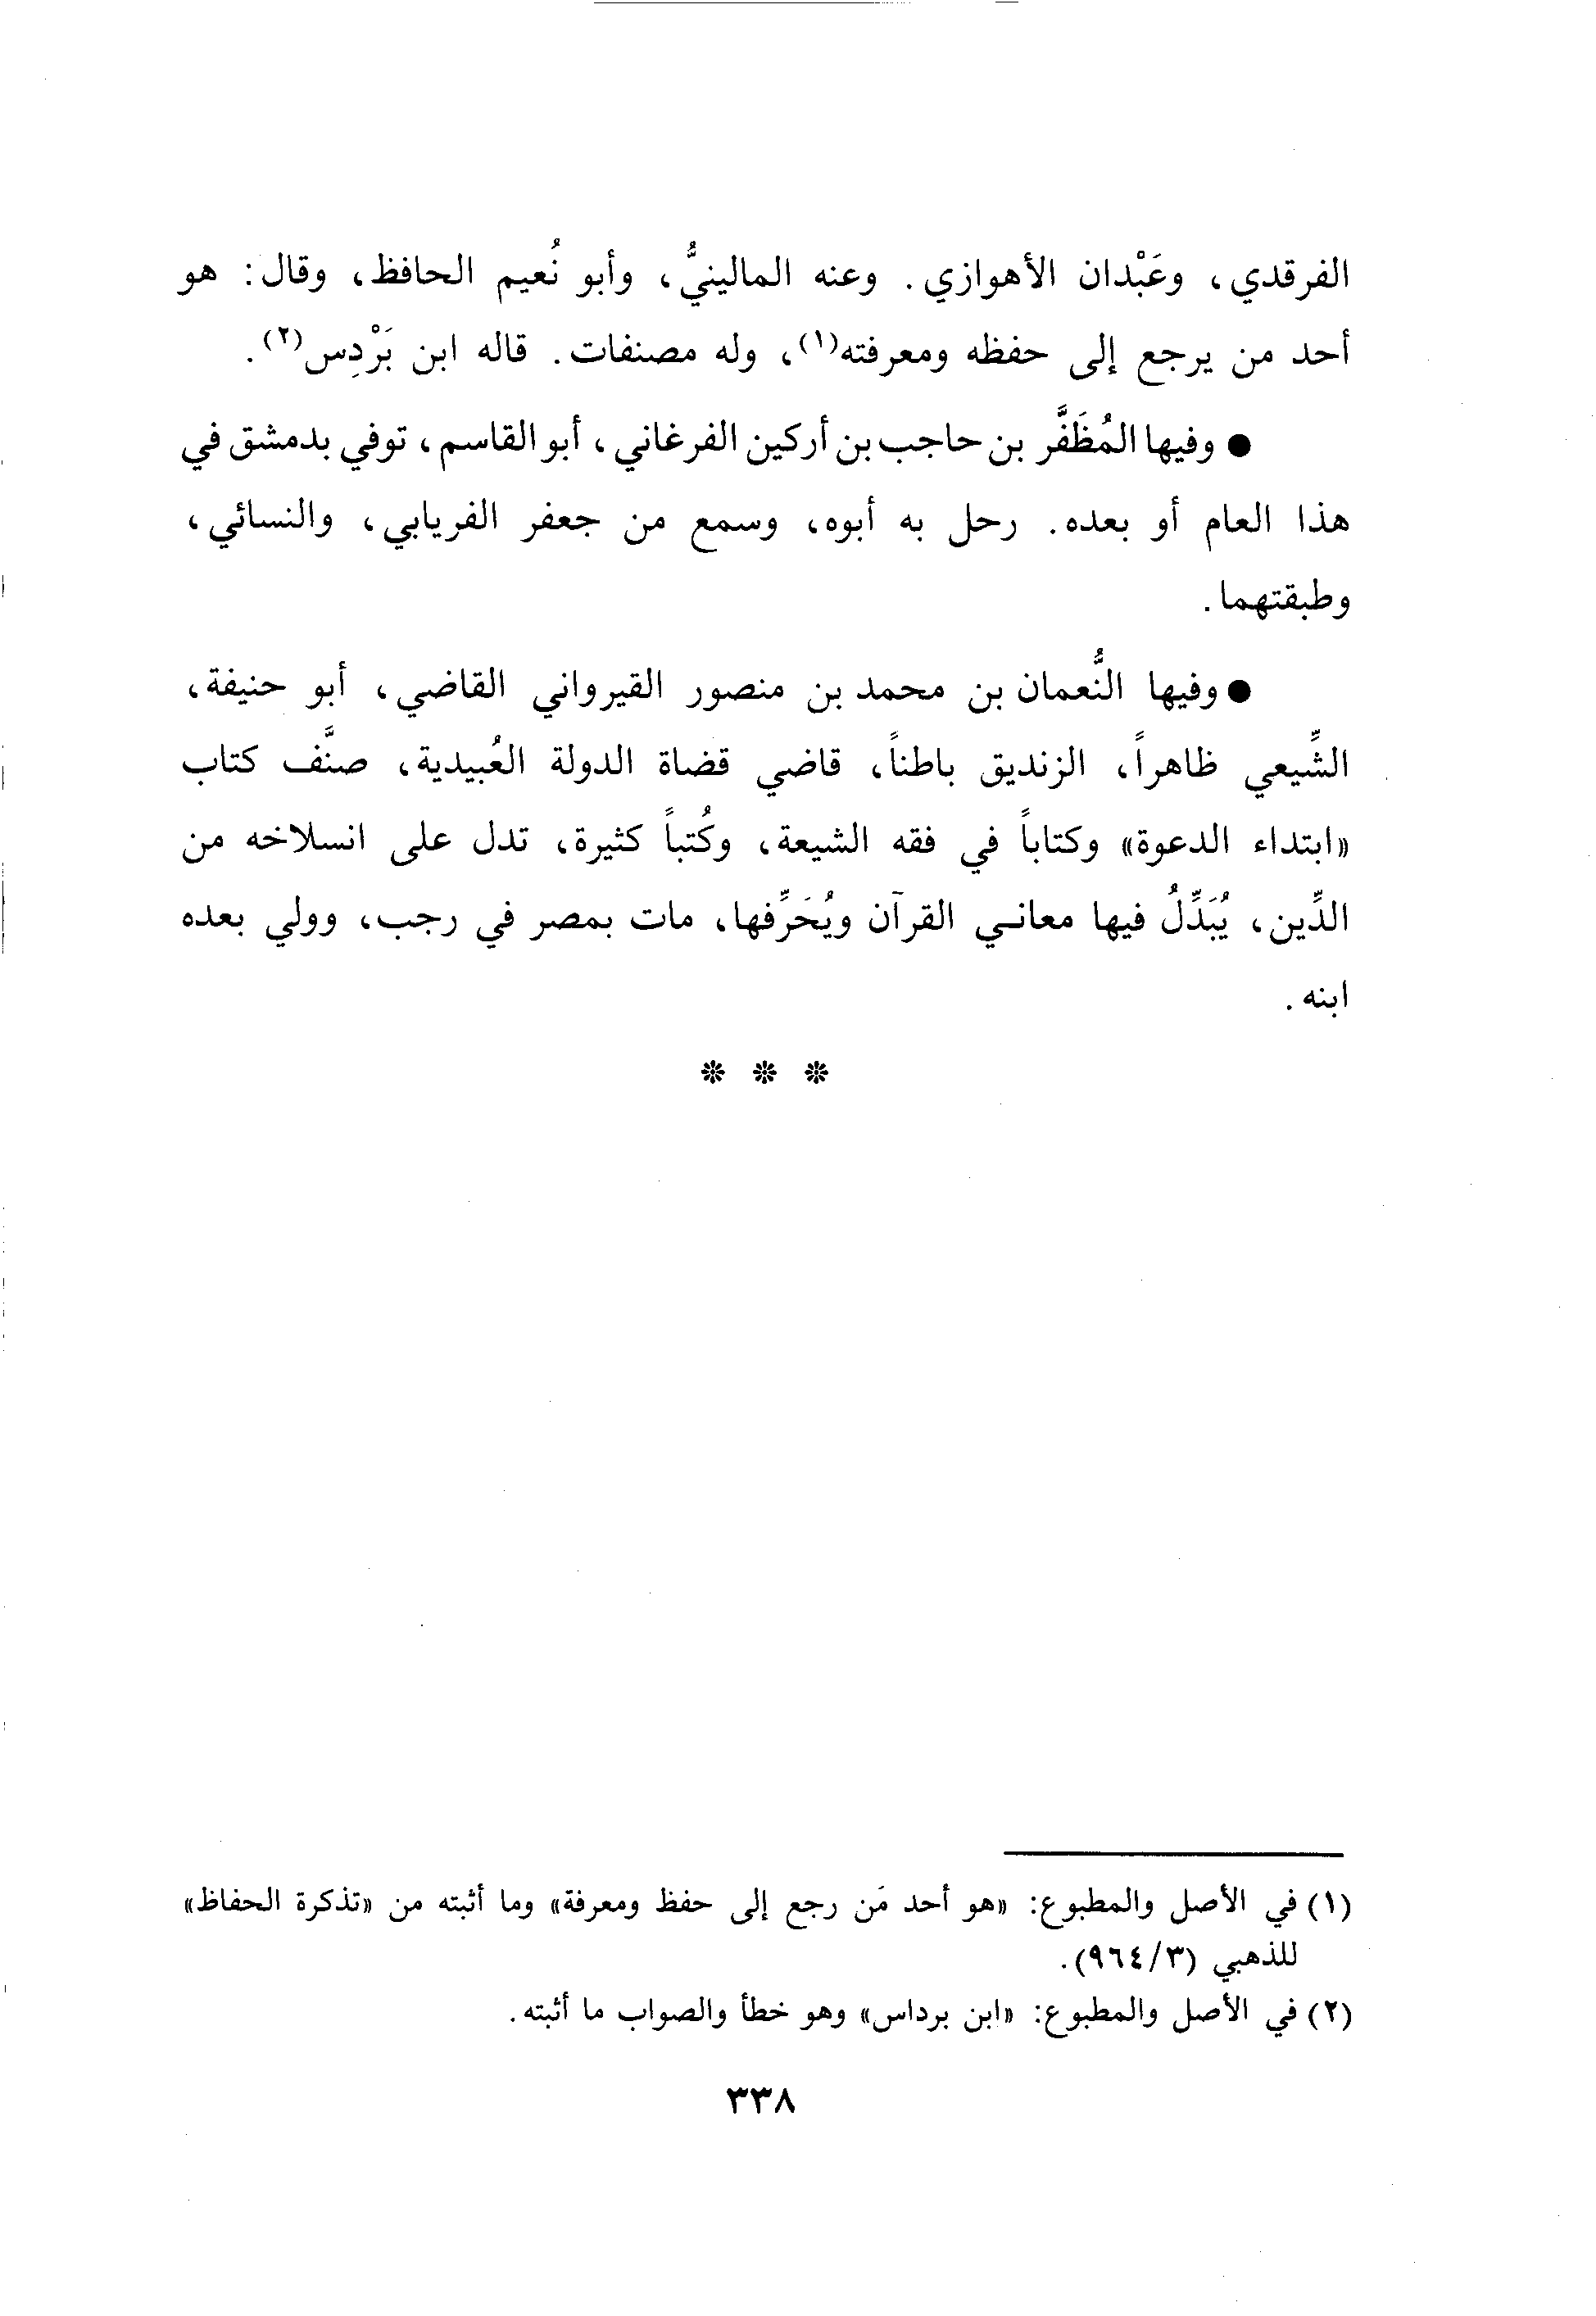 الفرقدي، وعَبْدان الأهوازي. وعنه المالينيُّ، وأبو نُعيم الحافظ، وقال: هو
أحد من يرجع إلى حفظه ومعرفته(١)، وله مصنفات. قاله ابن بَرْدِس(٢).
● وفيها المُظَفَّر بن حاجب بن أركين الفرغاني، أبو القاسم، توفي بدمشق في
هذا العام أو بعده. رحل به أبوه، وسمع من جعفر الفريابي، والنسائي،
وطبقتهما.
● وفيها النُّعمان بن محمد بن منصور القيرواني القاضي، أبو حنيفة،
الشِّيعي ظاهراً، الزنديق باطناً، قاضي قضاة الدولة العُبيدية، صنَّف كتاب
«ابتداء الدعوة» وكتاباً في فقه الشيعة، وكُتباً كثيرة، تدل على انسلاخه من
الدِّين، يُبَدِّلُ فيها معاني القرآن ويُحَرِّفها، مات بمصر في رجب، وولي بعده
ابنه.
* * *
(١) في الأصل والمطبوع: «هو أحد مَن رجع إلى حفظ ومعرفة» وما أثبته من «تذكرة الحفاظ»
للذهبي (٩٦٤/٣).
(٢) في الأصل والمطبوع: «ابن برداس» وهو خطأ والصواب ما أثبته.
٣٣٨